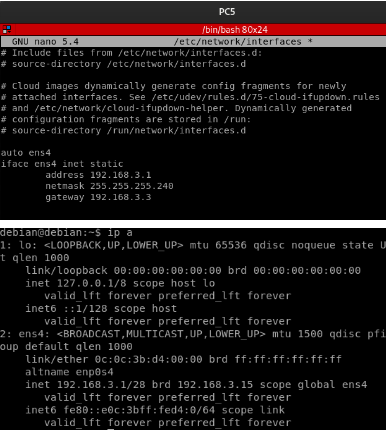 PC5
/bin/bash 80x24
GNU nano 5.4 /etc/network/interfaces *
# Include files from /etc/network/interfaces.d:
# source-directory /etc/network/interfaces.d
# Cloud images dynamically generate config fragments for newly
# attached interfaces. See /etc/udev/rules.d/75-cloud-ifupdown.rules
# and /etc/network/cloud-ifupdown-helper. Dynamically generated
# configuration fragments are stored in /run:
# source-directory /run/network/interfaces.d
auto ens4
iface ens4 inet static
address 192.168.3.1
netmask 255.255.255.240
gateway 192.168.3.3
debian@debian:~$ ip a
1: lo: <LOOPBACK,UP,LOWER_UP> mtu 65536 qdisc noqueue state U
t qlen 1000
link/loopback 00:00:00:00:00:00 brd 00:00:00:00:00:00
inet 127.0.0.1/8 scope host lo
valid_lft forever preferred_lft forever
inet6 ::1/128 scope host
valid_lft forever preferred_lft forever
2: ens4: <BROADCAST,MULTICAST,UP,LOWER_UP> mtu 1500 qdisc pfi
oup default qlen 1000
link/ether 0c:0c:3b:d4:00:00 brd ff:ff:ff:ff:ff:ff
altname enp0s4
inet 192.168.3.1/28 brd 192.168.3.15 scope global ens4
valid_lft forever preferred_lft forever
inet6 fe80::e0c:3bff:fed4:0/64 scope link
valid_lft forever preferred_lft forever